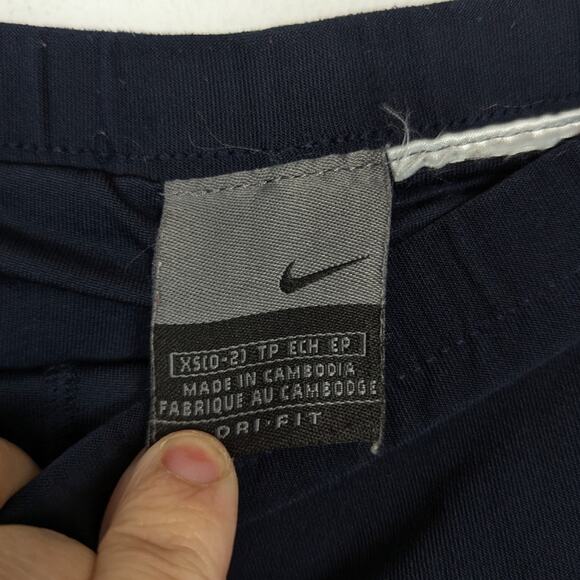 XS(0-2) TP ECH EP
MADE IN CAMBODIA
FABRIQUE AU CAMBODGE
DRI-FIT